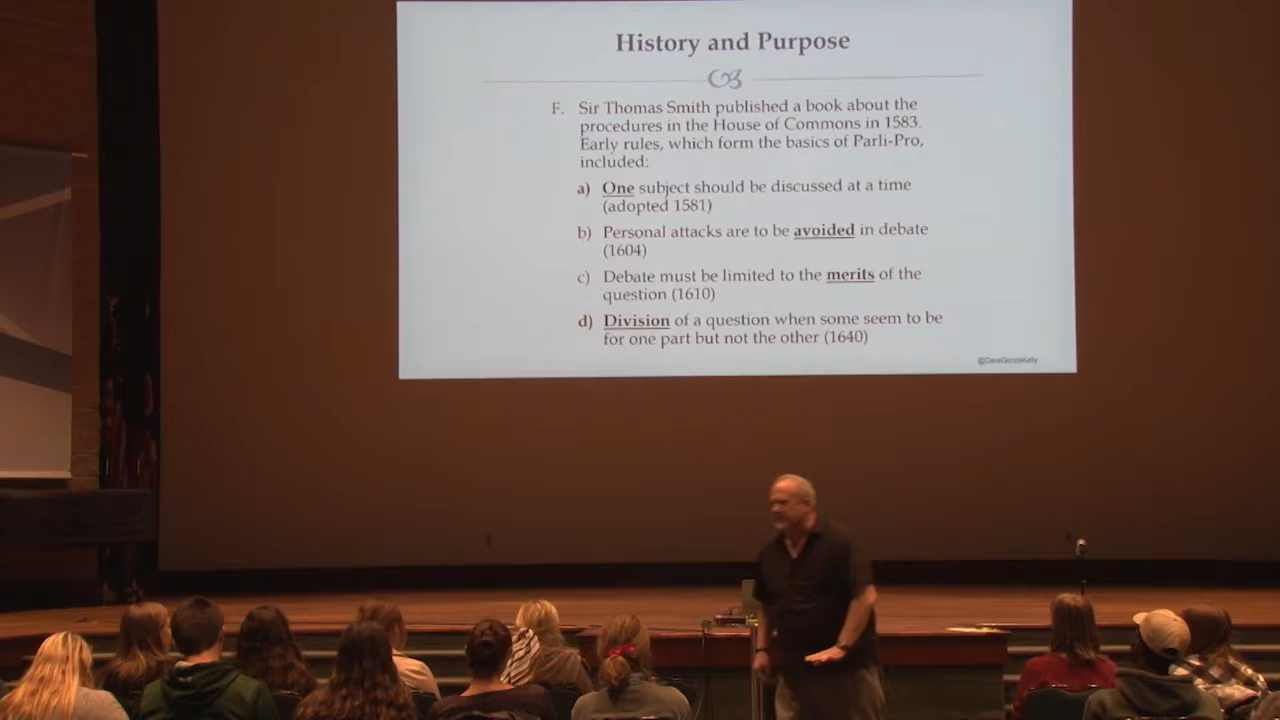 History and Purpose
F. Sir Thomas Smith published a book about the
procedures in the House of Commons in 1583.
Early rules, which form the basics of Parli-Pro,
included:
a) One subject should be discussed at a time
(adopted 1581)
b) Personal attacks are to be avoided in debate
(1604)
c) Debate must be limited to the merits of the
question (1610)
d) Division of a question when some seem to be
for one part but not the other (1640)
@DaveGonzoKelly